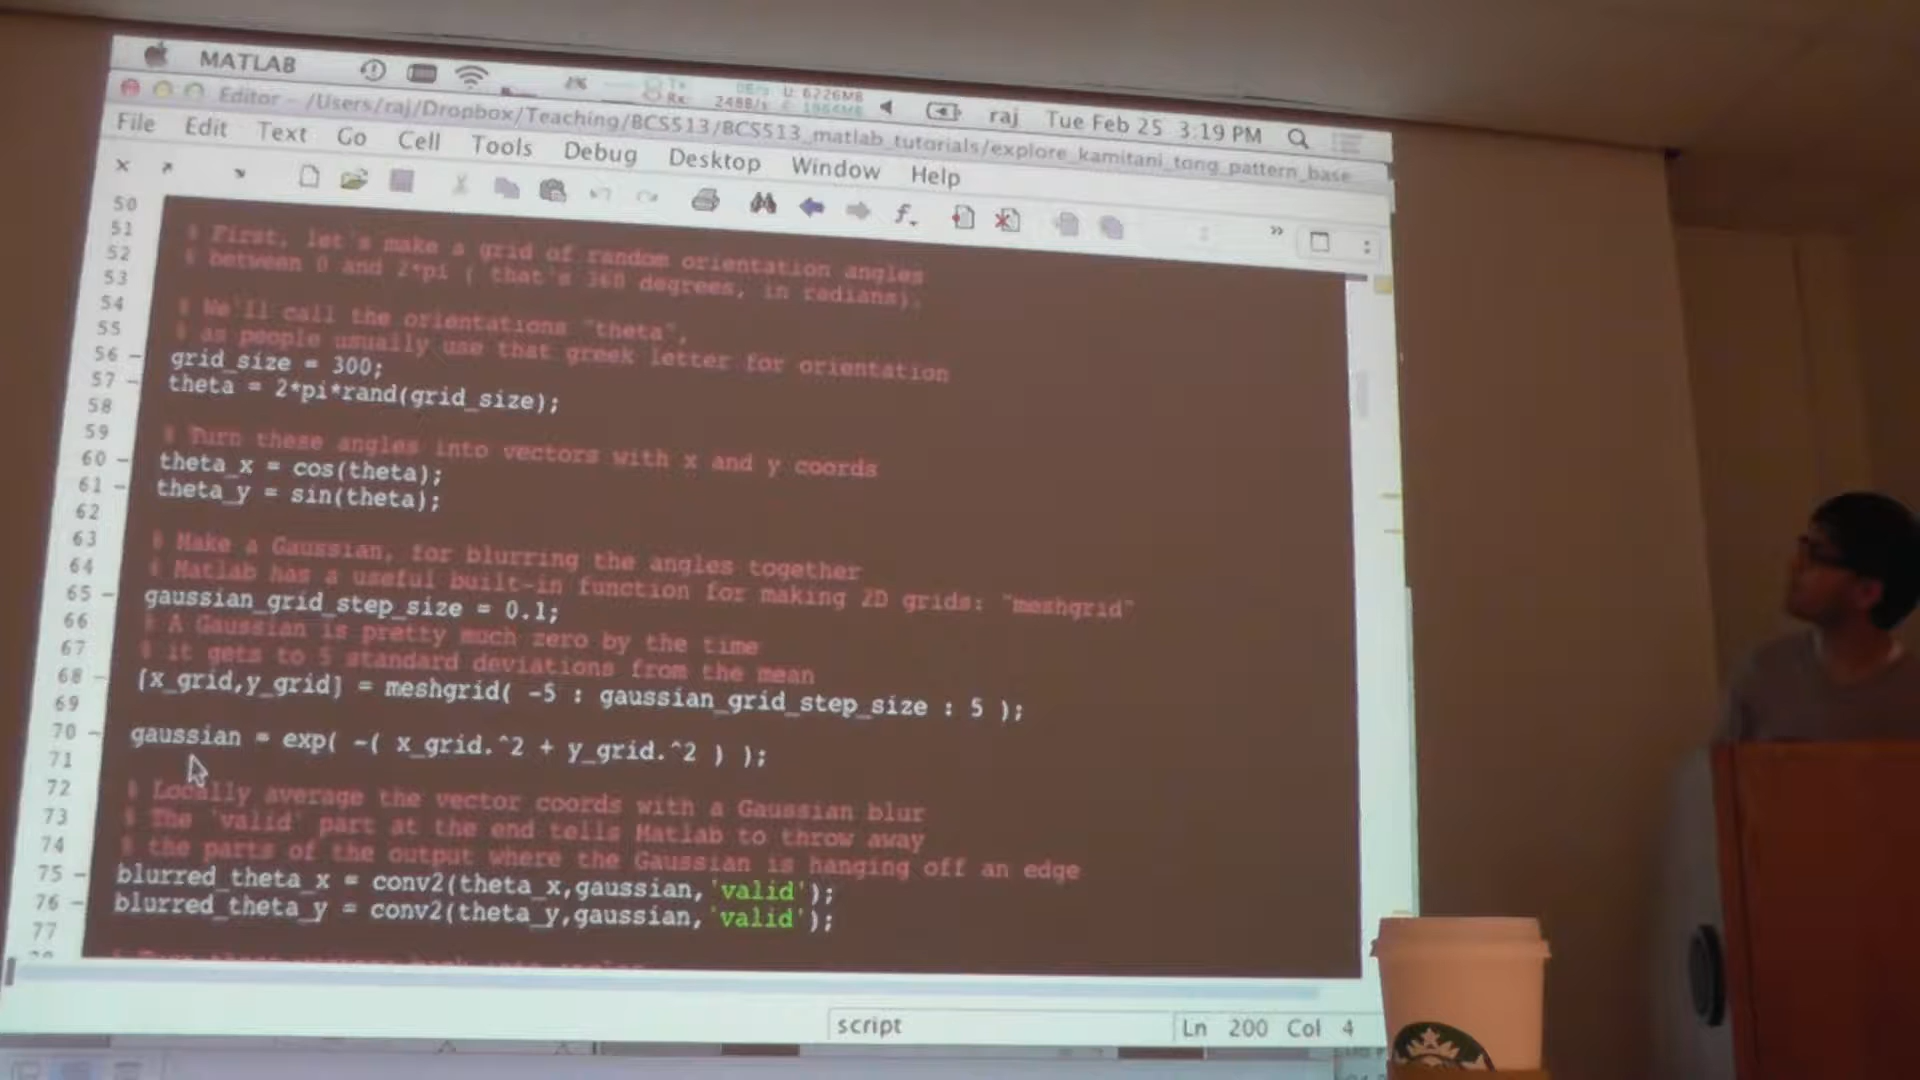 MATLAB
raj Tue Feb 25 3:19 PM
Editor - /Users/raj/Dropbox/Teaching/BCS513/BCS513_matlab_tutorials/explore_kamitani_tong_pattern_base
File Edit Text Go Cell Tools Debug Desktop Window Help
50
51 % First, let's make a grid of random orientation angles
52 % between 0 and 2*pi ( that's 360 degrees, in radians).
53
54 % We'll call the orientations "theta",
55 % as people usually use that greek letter for orientation
56 – grid_size = 300;
57 – theta = 2*pi*rand(grid_size);
58
59 % Turn these angles into vectors with x and y coords
60 – theta_x = cos(theta);
61 – theta_y = sin(theta);
62
63 % Make a Gaussian, for blurring the angles together
64 % Matlab has a useful built-in function for making 2D grids: "meshgrid"
65 – gaussian_grid_step_size = 0.1;
66 % A Gaussian is pretty much zero by the time
67 % it gets to 5 standard deviations from the mean
68 – [x_grid,y_grid] = meshgrid( -5 : gaussian_grid_step_size : 5 );
69
70 – gaussian = exp( -( x_grid.^2 + y_grid.^2 ) );
71
72 % Locally average the vector coords with a Gaussian blur
73 % The 'valid' part at the end tells Matlab to throw away
74 % the parts of the output where the Gaussian is hanging off an edge
75 – blurred_theta_x = conv2(theta_x,gaussian,'valid');
76 – blurred_theta_y = conv2(theta_y,gaussian,'valid');
77
script Ln 200 Col 4